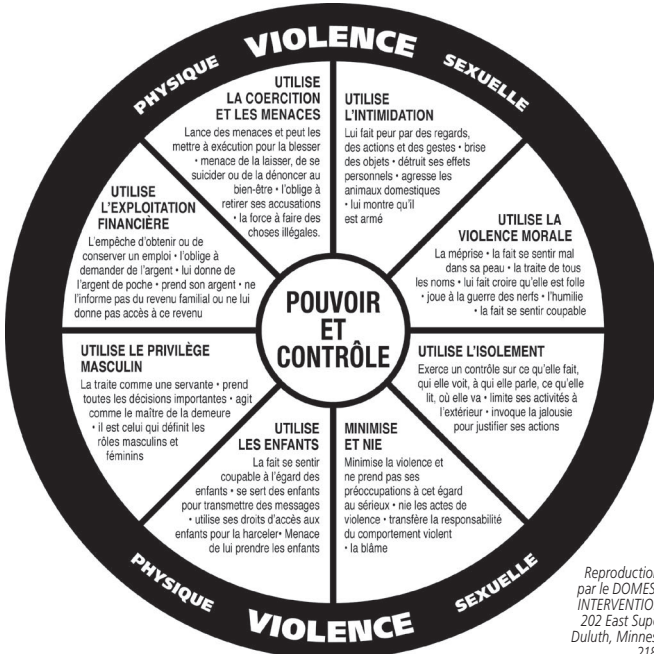 VIOLENCE
PHYSIQUE
SEXUELLE
UTILISE
LA COERCITION
ET LES MENACES
Lance des menaces et peut les
mettre à exécution pour la blesser
• menace de la laisser, de se
suicider ou de la dénoncer au
bien-être • l'oblige à
retirer ses accusations
• la force à faire des
choses illégales.
UTILISE
L'INTIMIDATION
Lui fait peur par des regards,
des actions et des gestes • brise
des objets • détruit ses effets
personnels • agresse les
animaux domestiques
• lui montre qu'il
est armé
UTILISE LA
VIOLENCE MORALE
La méprise • la fait se sentir mal
dans sa peau • la traite de tous
les noms • lui fait croire qu'elle est folle
• joue à la guerre des nerfs • l'humilie
• la fait se sentir coupable
UTILISE L'ISOLEMENT
Exerce un contrôle sur ce qu'elle fait,
qui elle voit, à qui elle parle, ce qu'elle
lit, où elle va • limite ses activités à
l'extérieur • invoque la jalousie
pour justifier ses actions
MINIMISE
ET NIE
Minimise la violence et
ne prend pas ses
préoccupations à cet égard
au sérieux • nie les actes de
violence • transfère la responsabilité
du comportement violent
• la blâme
UTILISE
LES ENFANTS
La fait se sentir
coupable à l'égard des
enfants • se sert des enfants
pour transmettre des messages
• utilise ses droits d'accès aux
enfants pour la harceler• Menace
de lui prendre les enfants
UTILISE LE PRIVILÈGE
MASCULIN
La traite comme une servante • prend
toutes les décisions importantes • agit
comme le maître de la demeure
• il est celui qui définit les
rôles masculins et
féminins
UTILISE
L'EXPLOITATION
FINANCIÈRE
L'empêche d'obtenir ou de
conserver un emploi • l'oblige à
demander de l'argent • lui donne de
l'argent de poche • prend son argent • ne
l'informe pas du revenu familial ou ne lui
donne pas accès à ce revenu
POUVOIR
ET
CONTRÔLE
PHYSIQUE
VIOLENCE
SEXUELLE
Reproduction
par le DOMES
INTERVENTIO
202 East Supe
Duluth, Minnes
218